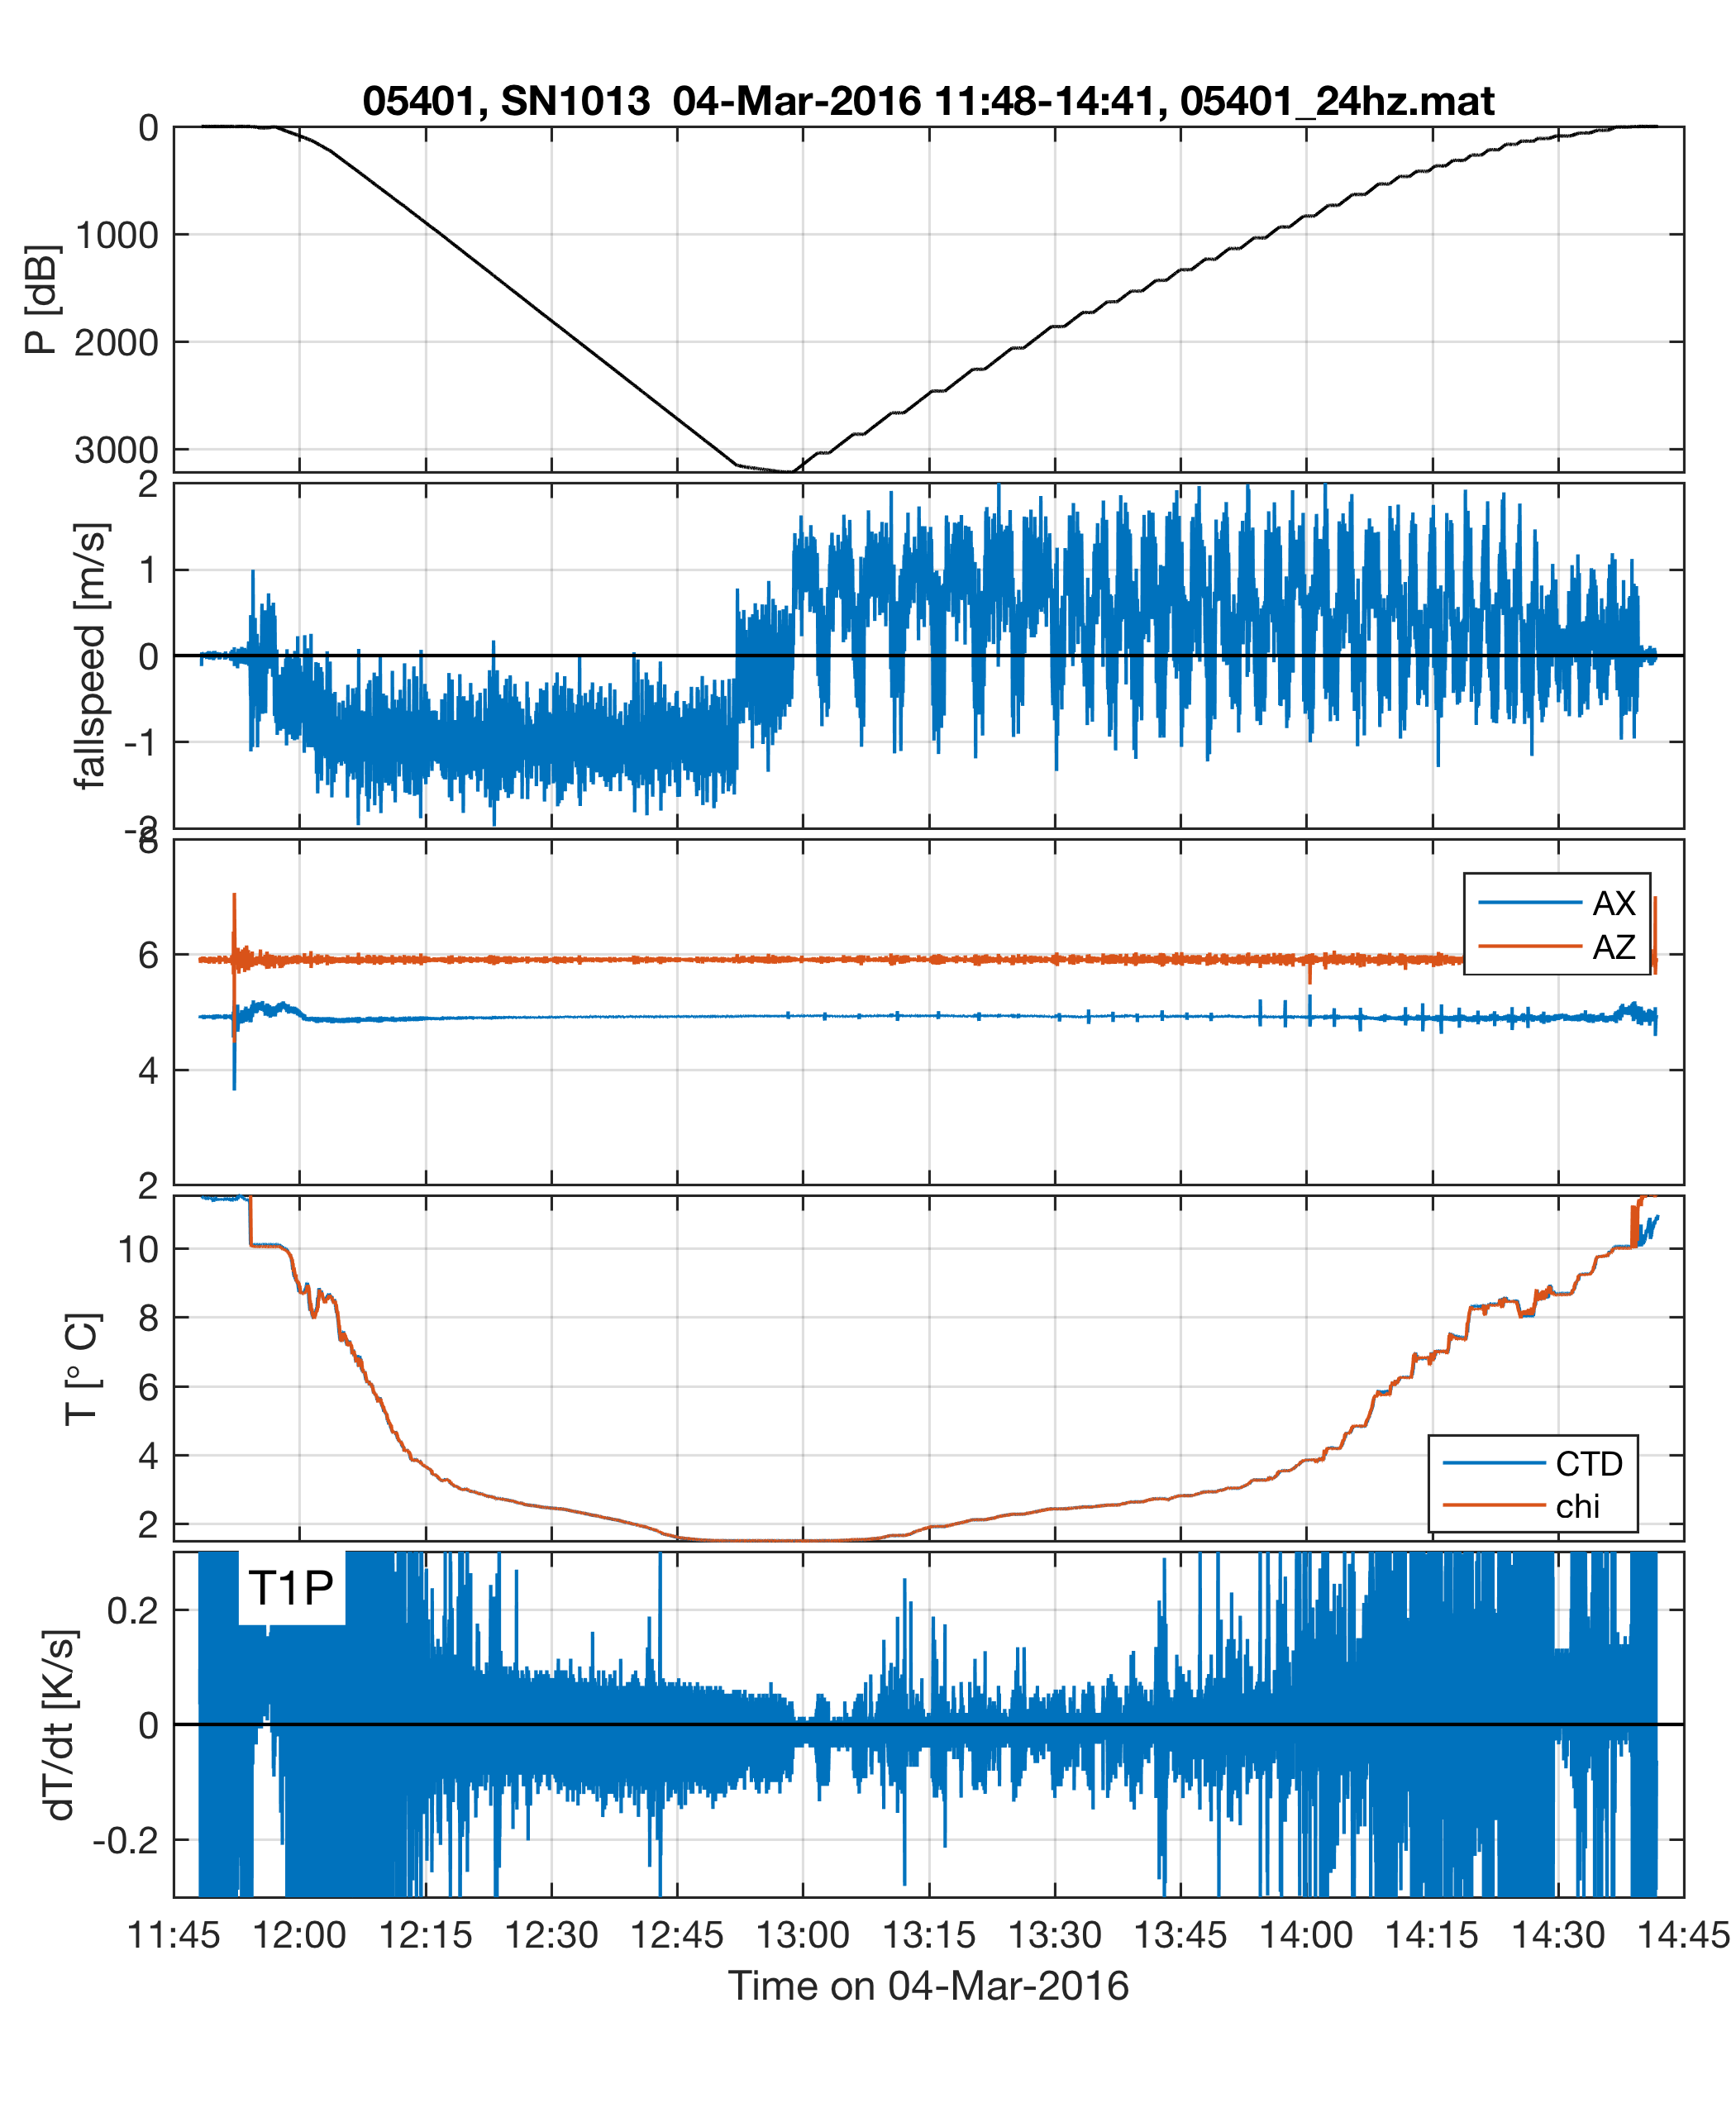 05401, SN1013  04-Mar-2016 11:48-14:41, 05401_24hz.mat
P [dB]
0
1000
2000
3000
fallspeed [m/s]
2
1
0
-1
-2
8
6
4
2
AX
AZ
T [° C]
10
8
6
4
2
CTD
chi
T1P
dT/dt [K/s]
0.2
0
-0.2
11:45 12:00 12:15 12:30 12:45 13:00 13:15 13:30 13:45 14:00 14:15 14:30 14:45
Time on 04-Mar-2016